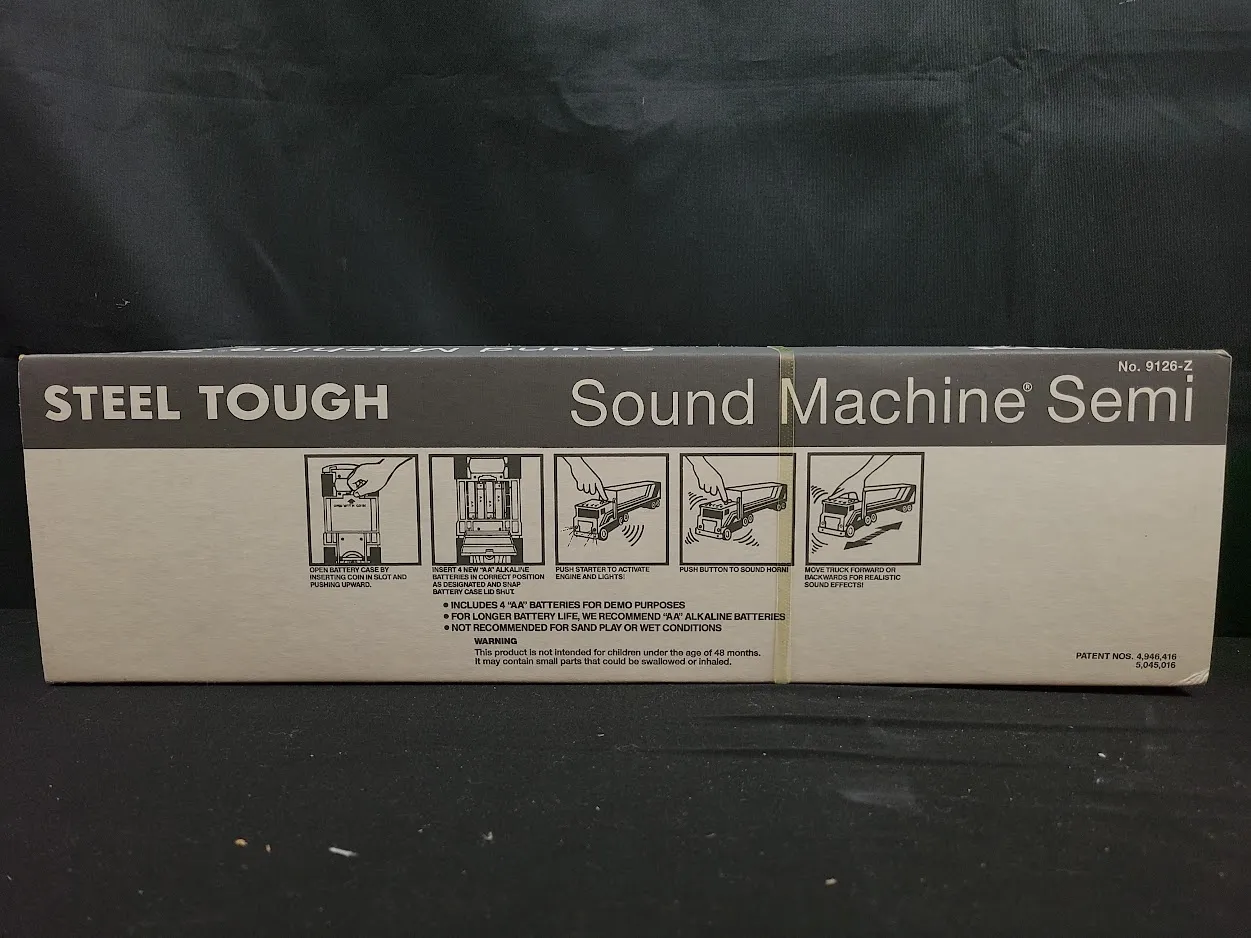 No. 9126-Z
STEEL TOUGH
Sound Machine® Semi
OPEN BATTERY CASE BY
INSERTING COIN IN SLOT AND
PUSHING UPWARD.
INSERT 4 NEW "AA" ALKALINE
BATTERIES IN CORRECT POSITION
AS DESIGNATED AND SNAP
BATTERY CASE LID SHUT.
PUSH STARTER TO ACTIVATE
ENGINE AND LIGHTS!
PUSH BUTTON TO SOUND HORN!
MOVE TRUCK FORWARD OR
BACKWARDS FOR REALISTIC
SOUND EFFECTS!
• INCLUDES 4 "AA" BATTERIES FOR DEMO PURPOSES
• FOR LONGER BATTERY LIFE, WE RECOMMEND "AA" ALKALINE BATTERIES
• NOT RECOMMENDED FOR SAND PLAY OR WET CONDITIONS
WARNING
This product is not intended for children under the age of 48 months.
It may contain small parts that could be swallowed or inhaled.
PATENT NOS. 4,946,416
5,045,016